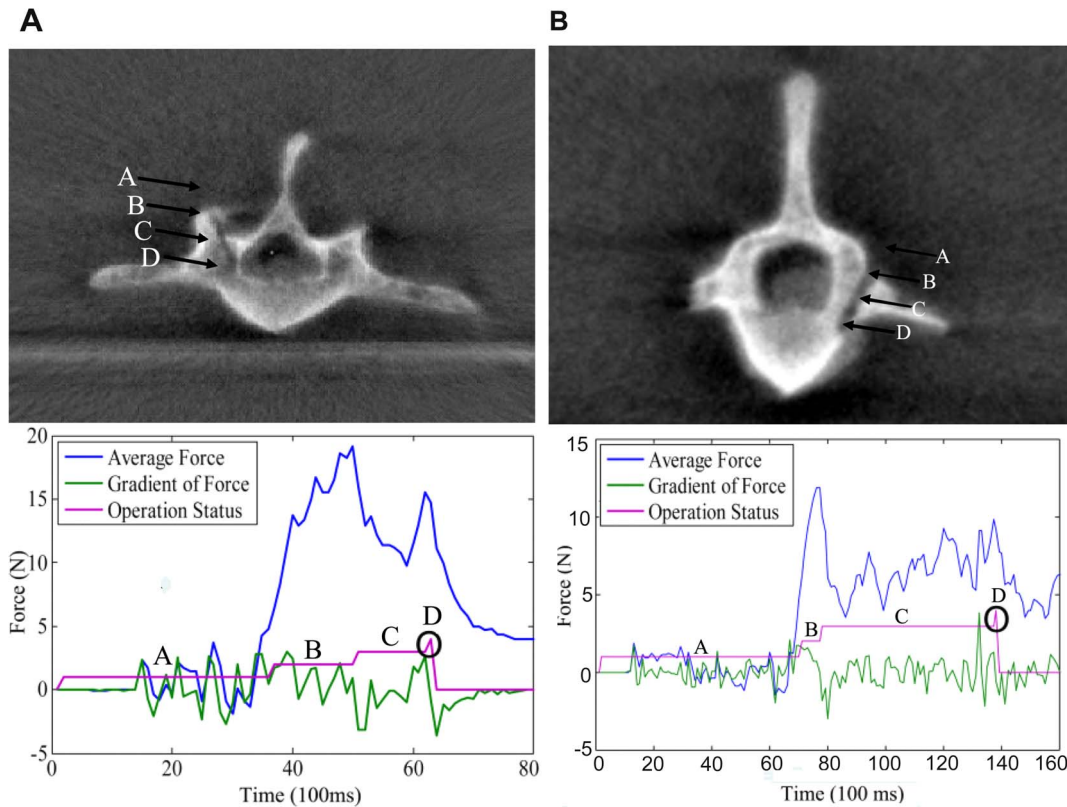 A
B
A
B
C
D
A
B
C
D
20
15
10
5
0
-5
Force (N)
Average Force
Gradient of Force
Operation Status
A
B
C
D
0 20 40 60 80
Time (100ms)
15
10
5
0
-5
Force (N)
Average Force
Gradient of Force
Operation Status
A
B
C
D
0 20 40 60 80 100 120 140 160
Time (100 ms)